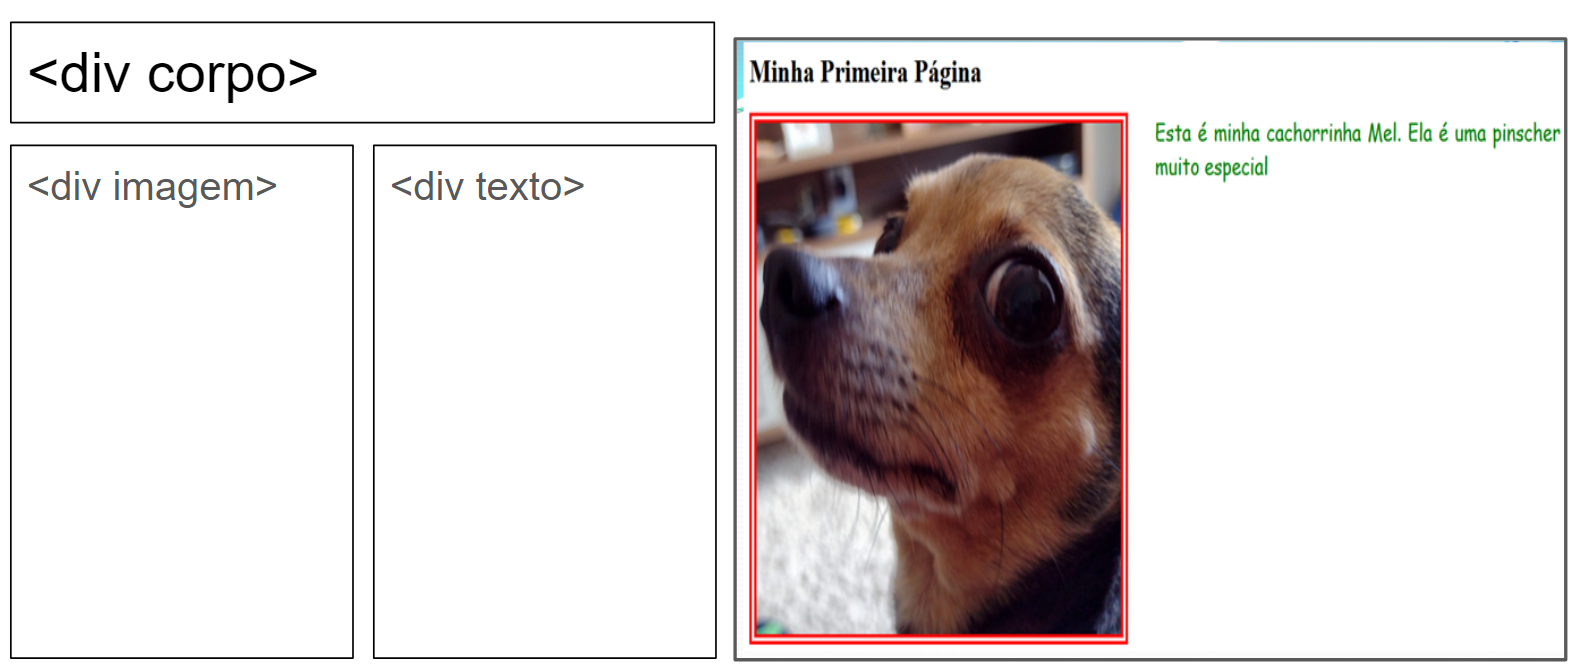 <div corpo>
<div imagem>
<div texto>
Minha Primeira Página
Esta é minha cachorrinha Mel. Ela é uma pinscher
muito especial